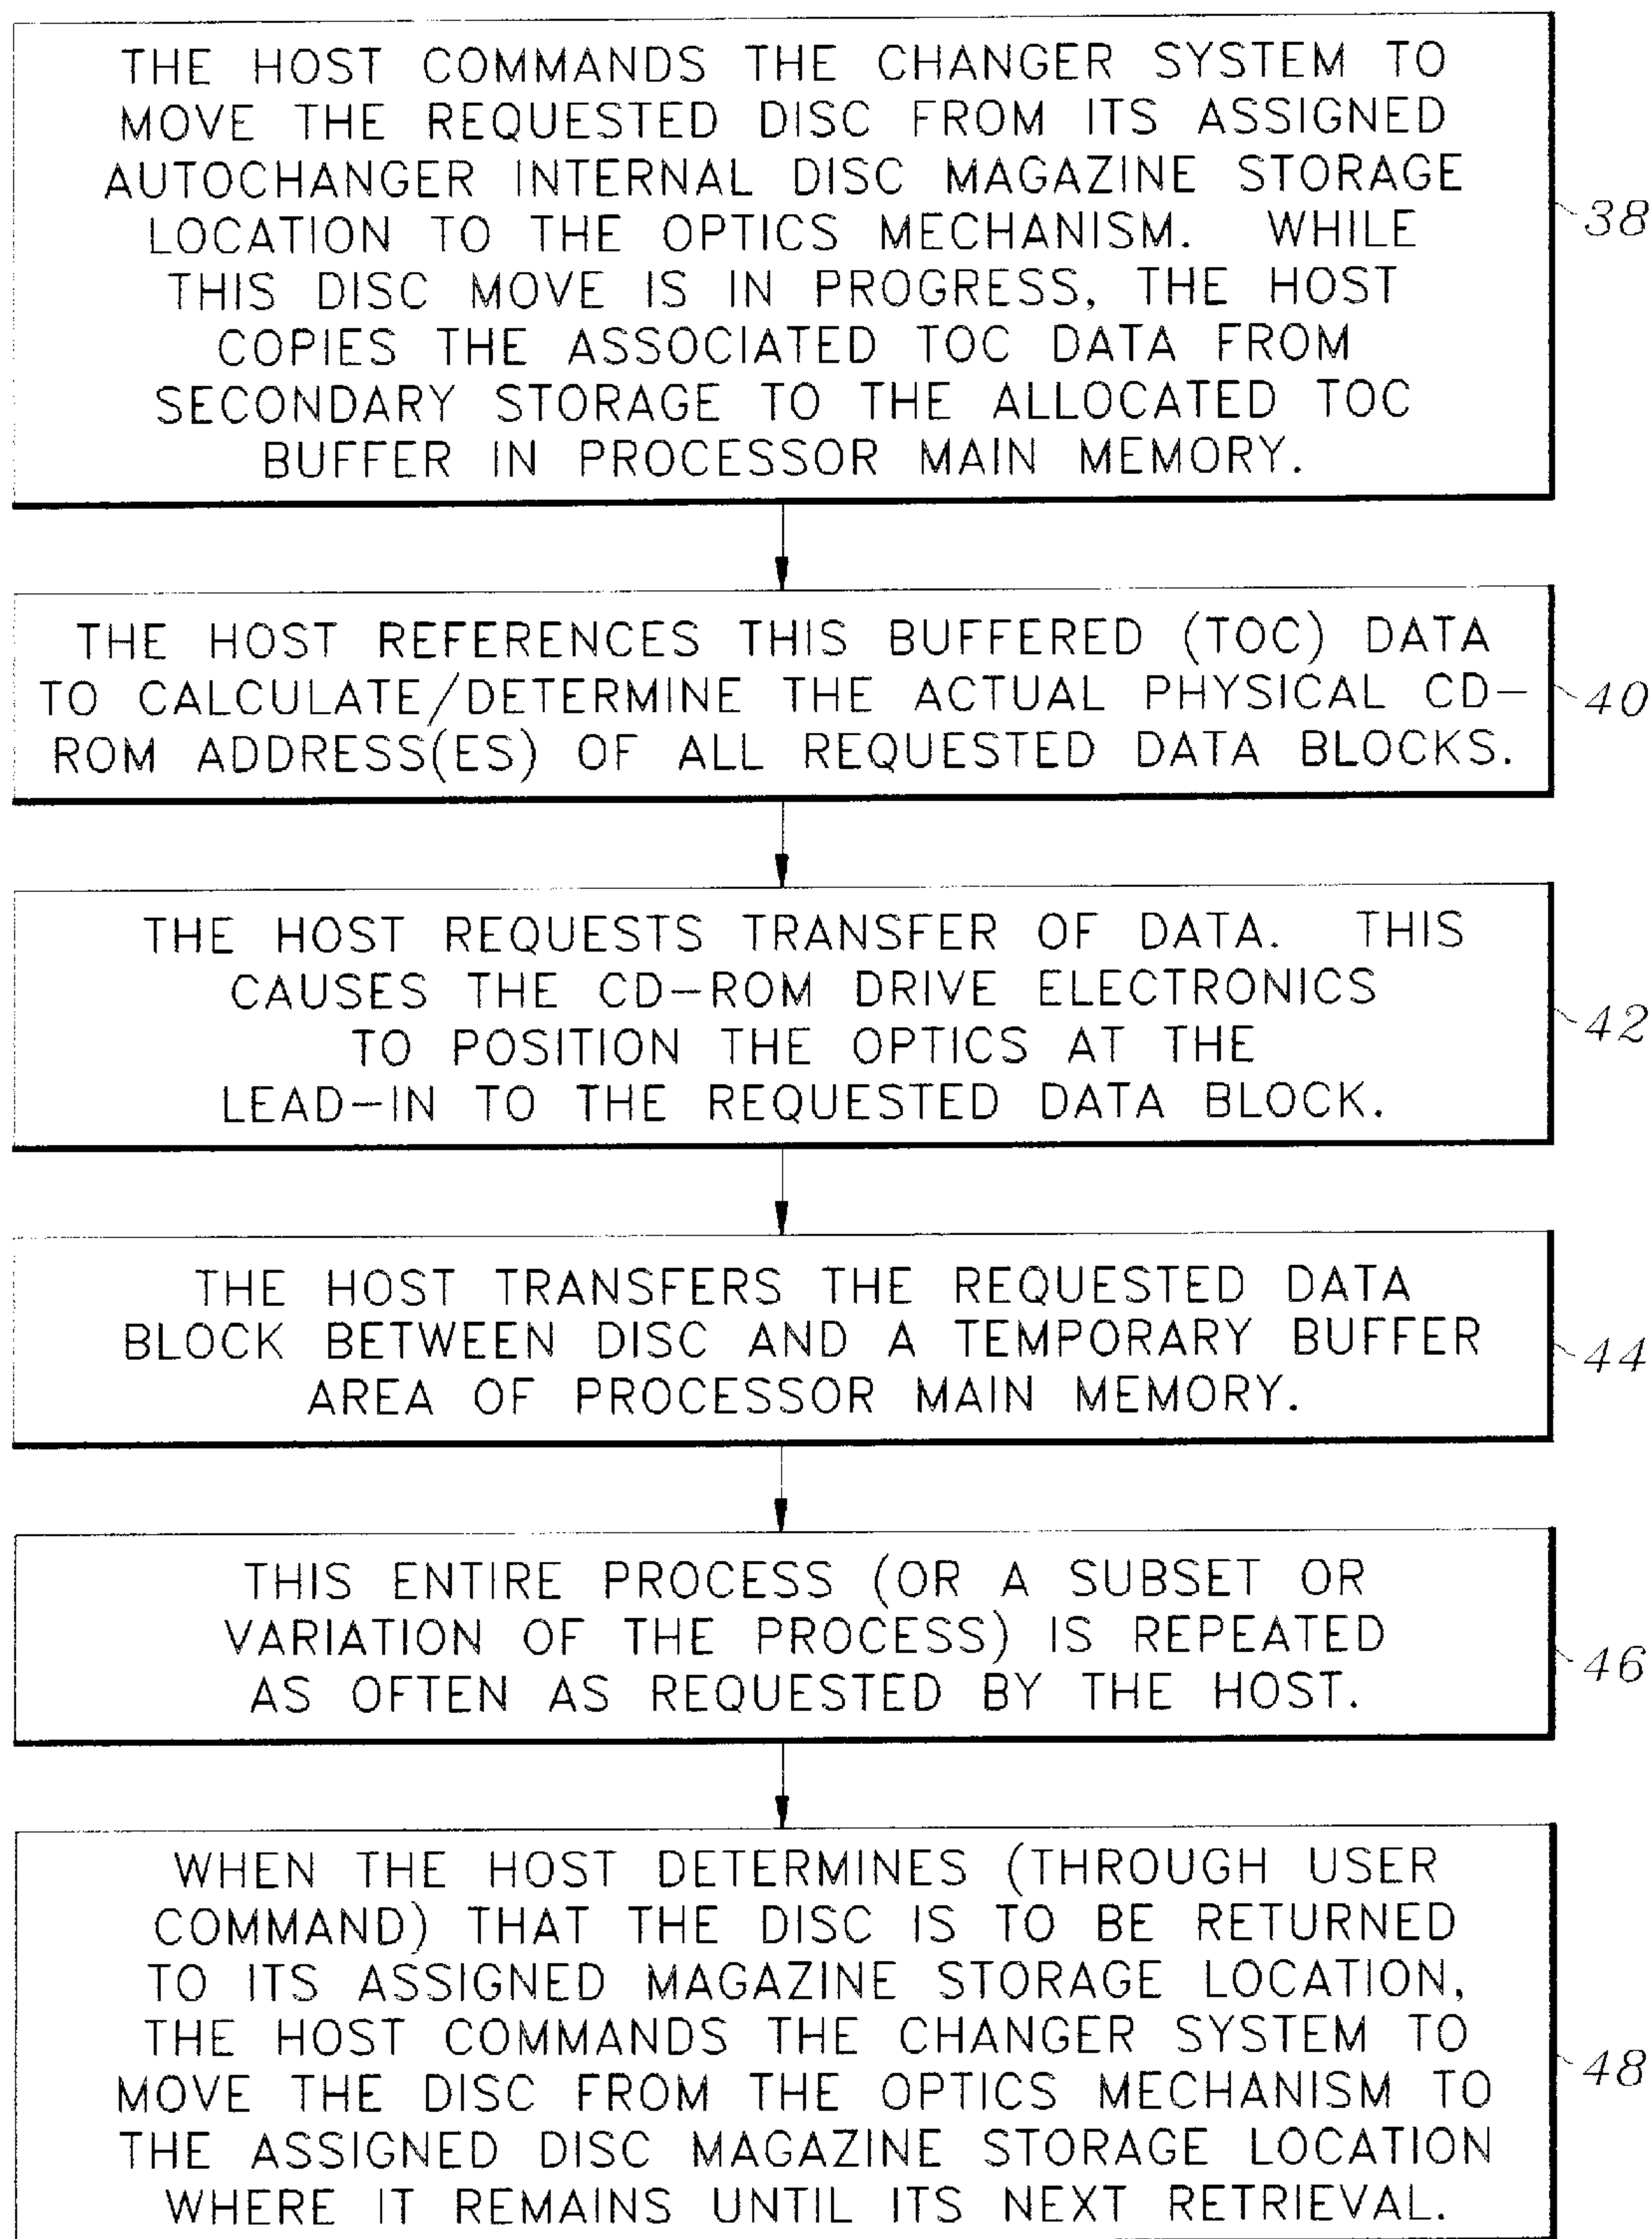 THE HOST COMMANDS THE CHANGER SYSTEM TO
MOVE THE REQUESTED DISC FROM ITS ASSIGNED
AUTOCHANGER INTERNAL DISC MAGAZINE STORAGE
LOCATION TO THE OPTICS MECHANISM. WHILE
THIS DISC MOVE IS IN PROGRESS, THE HOST
COPIES THE ASSOCIATED TOC DATA FROM
SECONDARY STORAGE TO THE ALLOCATED TOC
BUFFER IN PROCESSOR MAIN MEMORY.
38
THE HOST REFERENCES THIS BUFFERED (TOC) DATA
TO CALCULATE/DETERMINE THE ACTUAL PHYSICAL CD-
ROM ADDRESS(ES) OF ALL REQUESTED DATA BLOCKS.
40
THE HOST REQUESTS TRANSFER OF DATA. THIS
CAUSES THE CD-ROM DRIVE ELECTRONICS
TO POSITION THE OPTICS AT THE
LEAD-IN TO THE REQUESTED DATA BLOCK.
42
THE HOST TRANSFERS THE REQUESTED DATA
BLOCK BETWEEN DISC AND A TEMPORARY BUFFER
AREA OF PROCESSOR MAIN MEMORY.
44
THIS ENTIRE PROCESS (OR A SUBSET OR
VARIATION OF THE PROCESS) IS REPEATED
AS OFTEN AS REQUESTED BY THE HOST.
46
WHEN THE HOST DETERMINES (THROUGH USER
COMMAND) THAT THE DISC IS TO BE RETURNED
TO ITS ASSIGNED MAGAZINE STORAGE LOCATION,
THE HOST COMMANDS THE CHANGER SYSTEM TO
MOVE THE DISC FROM THE OPTICS MECHANISM TO
THE ASSIGNED DISC MAGAZINE STORAGE LOCATION
WHERE IT REMAINS UNTIL ITS NEXT RETRIEVAL.
48